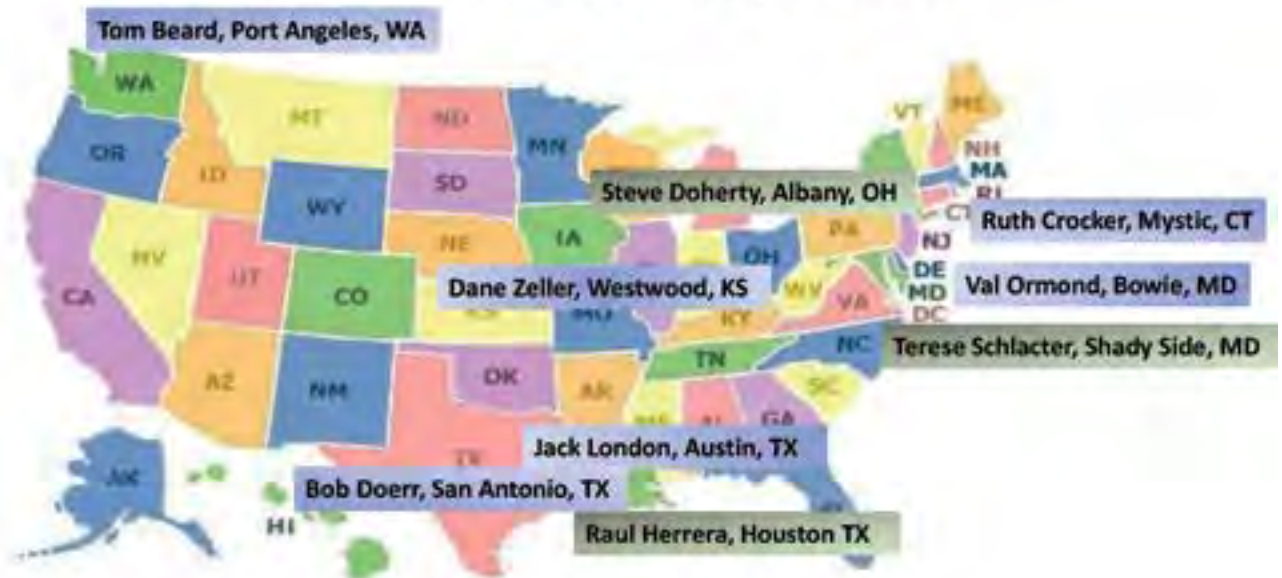 Tom Beard, Port Angeles, WA
WA
MT
ND
MN
VT
ME
OR
ID
SD
NH
MA
RI
WY
Steve Doherty, Albany, OH
CT
Ruth Crocker, Mystic, CT
NV
UT
NE
IA
OH
PA
NJ
CA
CO
Dane Zeller, Westwood, KS
WV
VA
DE
MD
DC
Val Ormond, Bowie, MD
KS
MO
KY
Terese Schlacter, Shady Side, MD
AZ
NM
OK
AR
TN
NC
SC
MS
AL
GA
TX
Jack London, Austin, TX
AK
Bob Doerr, San Antonio, TX
HI
Raul Herrera, Houston TX